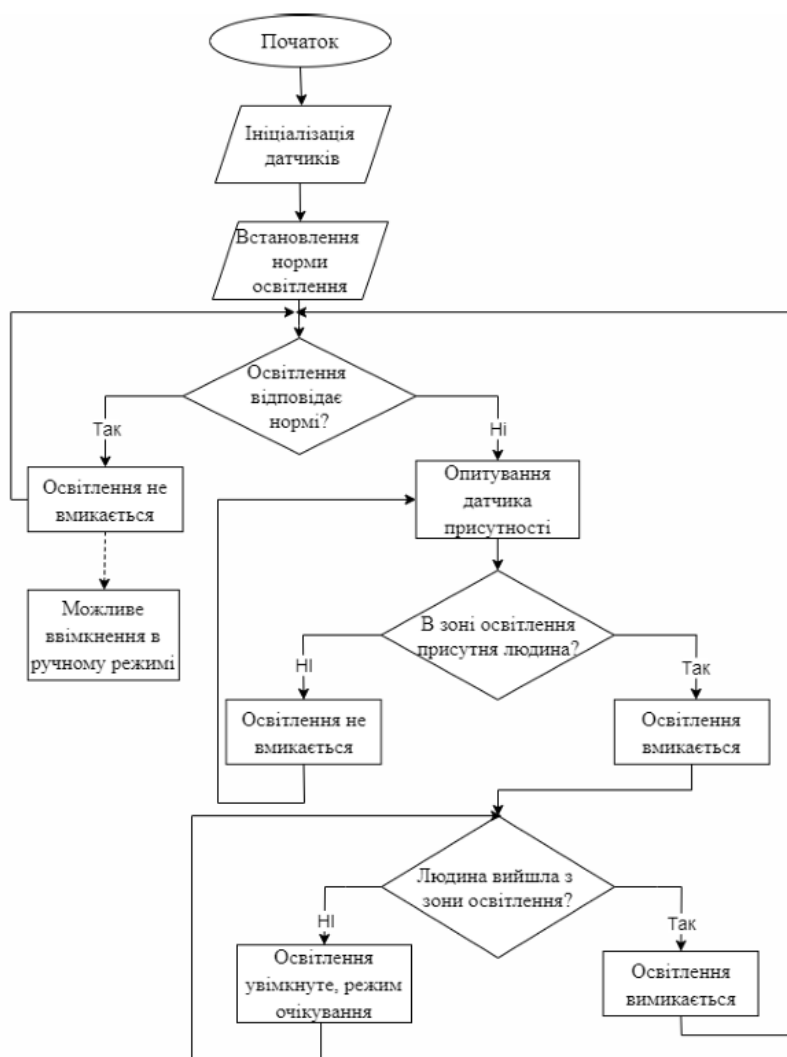 Початок
Ініціалізація
датчиків
Встановлення
норми
освітлення
Освітлення
відповідає
нормі?
Так
Ні
Освітлення не
вмикається
Опитування
датчика
присутності
Можливе
ввімкнення в
ручному режимі
В зоні освітлення
присутня людина?
НІ
Так
Освітлення не
вмикається
Освітлення
вмикається
Людина вийшла з
зони освітлення?
НІ
Так
Освітлення
увімкнуте, режим
очікування
Освітлення
вимикається